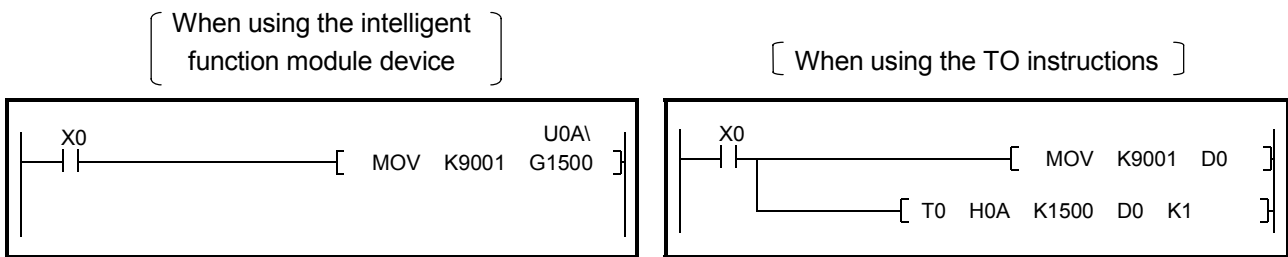 When using the intelligent
function module device
When using the TO instructions
X0
U0A\
MOV K9001 G1500
X0
MOV K9001 D0
T0 H0A K1500 D0 K1